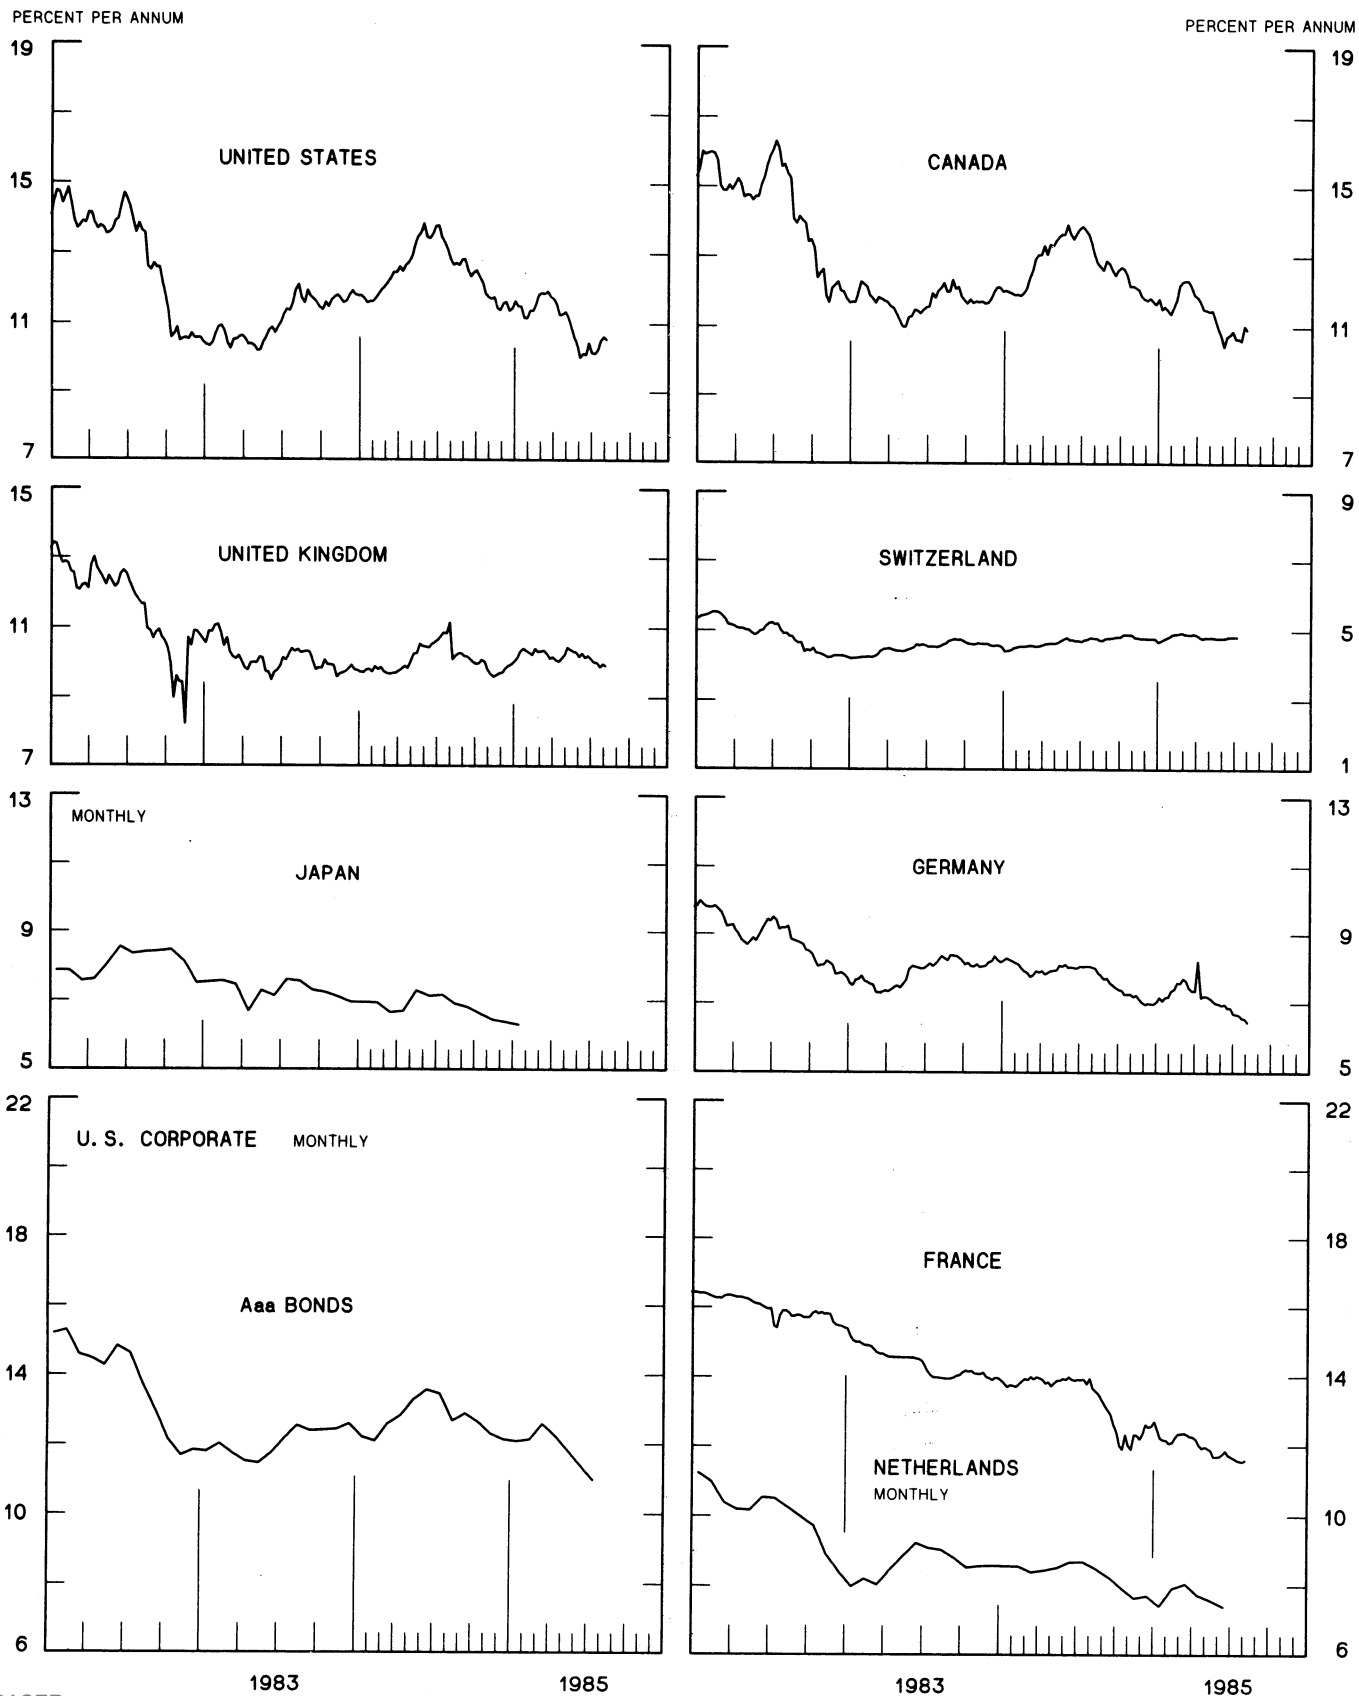 PERCENT PER ANNUM
PERCENT PER ANNUM
19
15
11
7
UNITED STATES
CANADA
19
15
11
7
15
11
7
UNITED KINGDOM
SWITZERLAND
9
5
1
13
9
5
MONTHLY
JAPAN
GERMANY
13
9
5
22
18
14
10
6
U.S. CORPORATE MONTHLY
Aaa BONDS
FRANCE
NETHERLANDS
MONTHLY
22
18
14
10
6
1983
1985
1983
1985